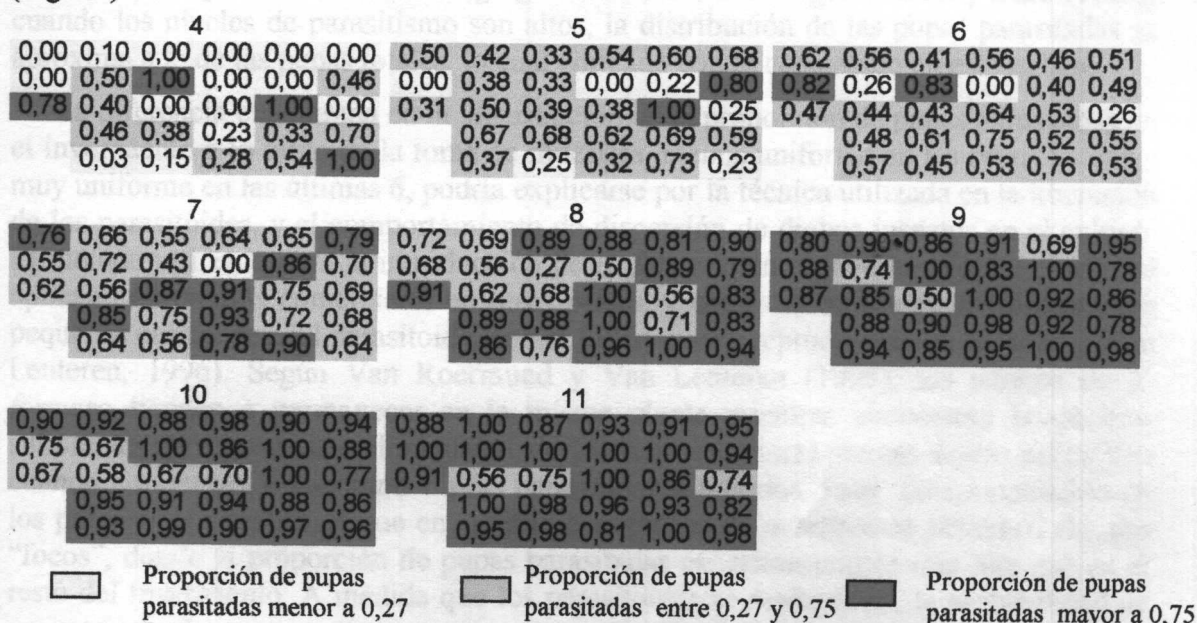 4 5 6
0,00 0,10 0,00 0,00 0,00 0,00 0,50 0,42 0,33 0,54 0,60 0,68 0,62 0,56 0,41 0,56 0,46 0,51
0,00 0,50 1,00 0,00 0,00 0,46 0,00 0,38 0,33 0,00 0,22 0,80 0,82 0,26 0,83 0,00 0,40 0,49
0,78 0,40 0,00 0,00 1,00 0,00 0,31 0,50 0,39 0,38 1,00 0,25 0,47 0,44 0,43 0,64 0,53 0,26
0,46 0,38 0,23 0,33 0,70 0,67 0,68 0,62 0,69 0,59 0,48 0,61 0,75 0,52 0,55
0,03 0,15 0,28 0,54 1,00 0,37 0,25 0,32 0,73 0,23 0,57 0,45 0,53 0,76 0,53
7 8 9
0,76 0,66 0,55 0,64 0,65 0,79 0,72 0,69 0,89 0,88 0,81 0,90 0,80 0,90 0,86 0,91 0,69 0,95
0,55 0,72 0,43 0,00 0,86 0,70 0,68 0,56 0,27 0,50 0,89 0,79 0,88 0,74 1,00 0,83 1,00 0,78
0,62 0,56 0,87 0,91 0,75 0,69 0,91 0,62 0,68 1,00 0,56 0,83 0,87 0,85 0,50 1,00 0,92 0,86
0,85 0,75 0,93 0,72 0,68 0,89 0,88 1,00 0,71 0,83 0,88 0,90 0,98 0,92 0,78
0,64 0,56 0,78 0,90 0,64 0,86 0,76 0,96 1,00 0,94 0,94 0,85 0,95 1,00 0,98
10 11
0,90 0,92 0,88 0,98 0,90 0,94 0,88 1,00 0,87 0,93 0,91 0,95
0,75 0,67 1,00 0,86 1,00 0,88 1,00 1,00 1,00 1,00 1,00 0,94
0,67 0,58 0,67 0,70 1,00 0,77 0,91 0,56 0,75 1,00 0,86 0,74
0,95 0,91 0,94 0,88 0,86 1,00 0,98 0,96 0,93 0,82
0,93 0,99 0,90 0,97 0,96 0,95 0,98 0,81 1,00 0,98
Proporción de pupas parasitadas menor a 0,27
Proporción de pupas parasitadas entre 0,27 y 0,75
Proporción de pupas parasitadas mayor a 0,75